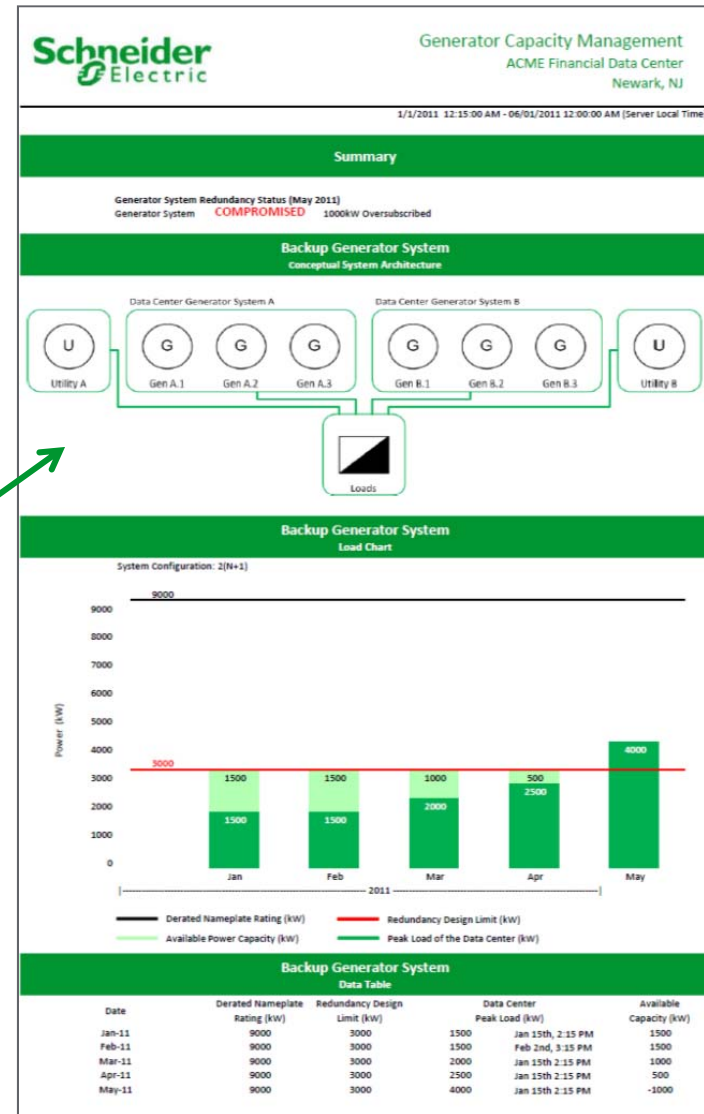 Schneider
Electric
Generator Capacity Management
ACME Financial Data Center
Newark, NJ
1/1/2011 12:15:00 AM - 06/01/2011 12:00:00 AM (Server Local Time
Summary
Generator System Redundancy Status (May 2011)
Generator System COMPROMISED 1000kW Oversubscribed
Backup Generator System
Conceptual System Architecture
Data Center Generator System A Data Center Generator System B
U G G G G G G U
Utility A Gen A.1 Gen A.2 Gen A.3 Gen B.1 Gen B.2 Gen B.3 Utility B
Loads
Backup Generator System
Load Chart
System Configuration: 2(N+1)
9000
9000
8000
7000
6000
5000
Power (kW)
4000 4000
3000
3000 1500 1500 1000 500
2500
2000 2000
1500 1500
1000
0
Jan Feb Mar Apr May
2011
Derated Nameplate Rating (kW) Redundancy Design Limit (kW)
Available Power Capacity (kW) Peak Load of the Data Center (kW)
Backup Generator System
Data Table
Date Derated Nameplate Rating (kW) Redundancy Design Limit (kW) Data Center Peak Load (kW) Available Capacity (kW)
Jan-11 9000 3000 1500 Jan 15th, 2:15 PM 1500
Feb-11 9000 3000 1500 Feb 2nd, 3:15 PM 1500
Mar-11 9000 3000 2000 Jan 15th 2:15 PM 1000
Apr-11 9000 3000 2500 Jan 15th 2:15 PM 500
May-11 9000 3000 4000 Jan 15th 2:15 PM -1000